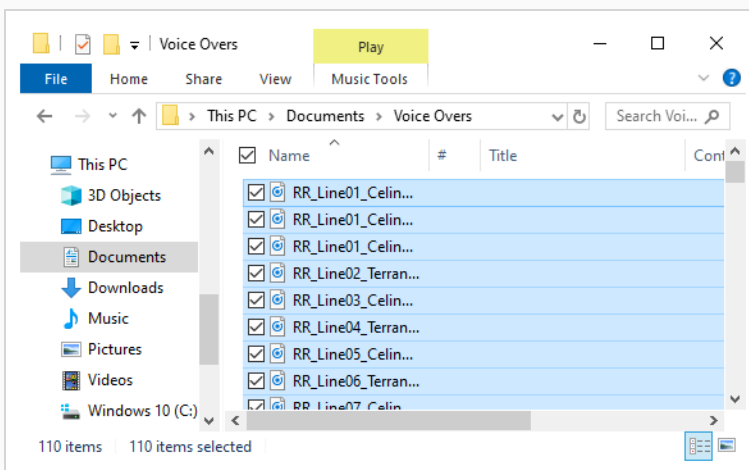 Voice Overs
Play
File
Home
Share
View
Music Tools
This PC
Documents
Voice Overs
Search Voi...
This PC
3D Objects
Desktop
Documents
Downloads
Music
Pictures
Videos
Windows 10 (C:)
Name
#
Title
Cont
RR_Line01_Celin...
RR_Line01_Celin...
RR_Line01_Celin...
RR_Line02_Terran...
RR_Line03_Celin...
RR_Line04_Terran...
RR_Line05_Celin...
RR_Line06_Terran...
RR_Line07_Celin...
110 items
110 items selected